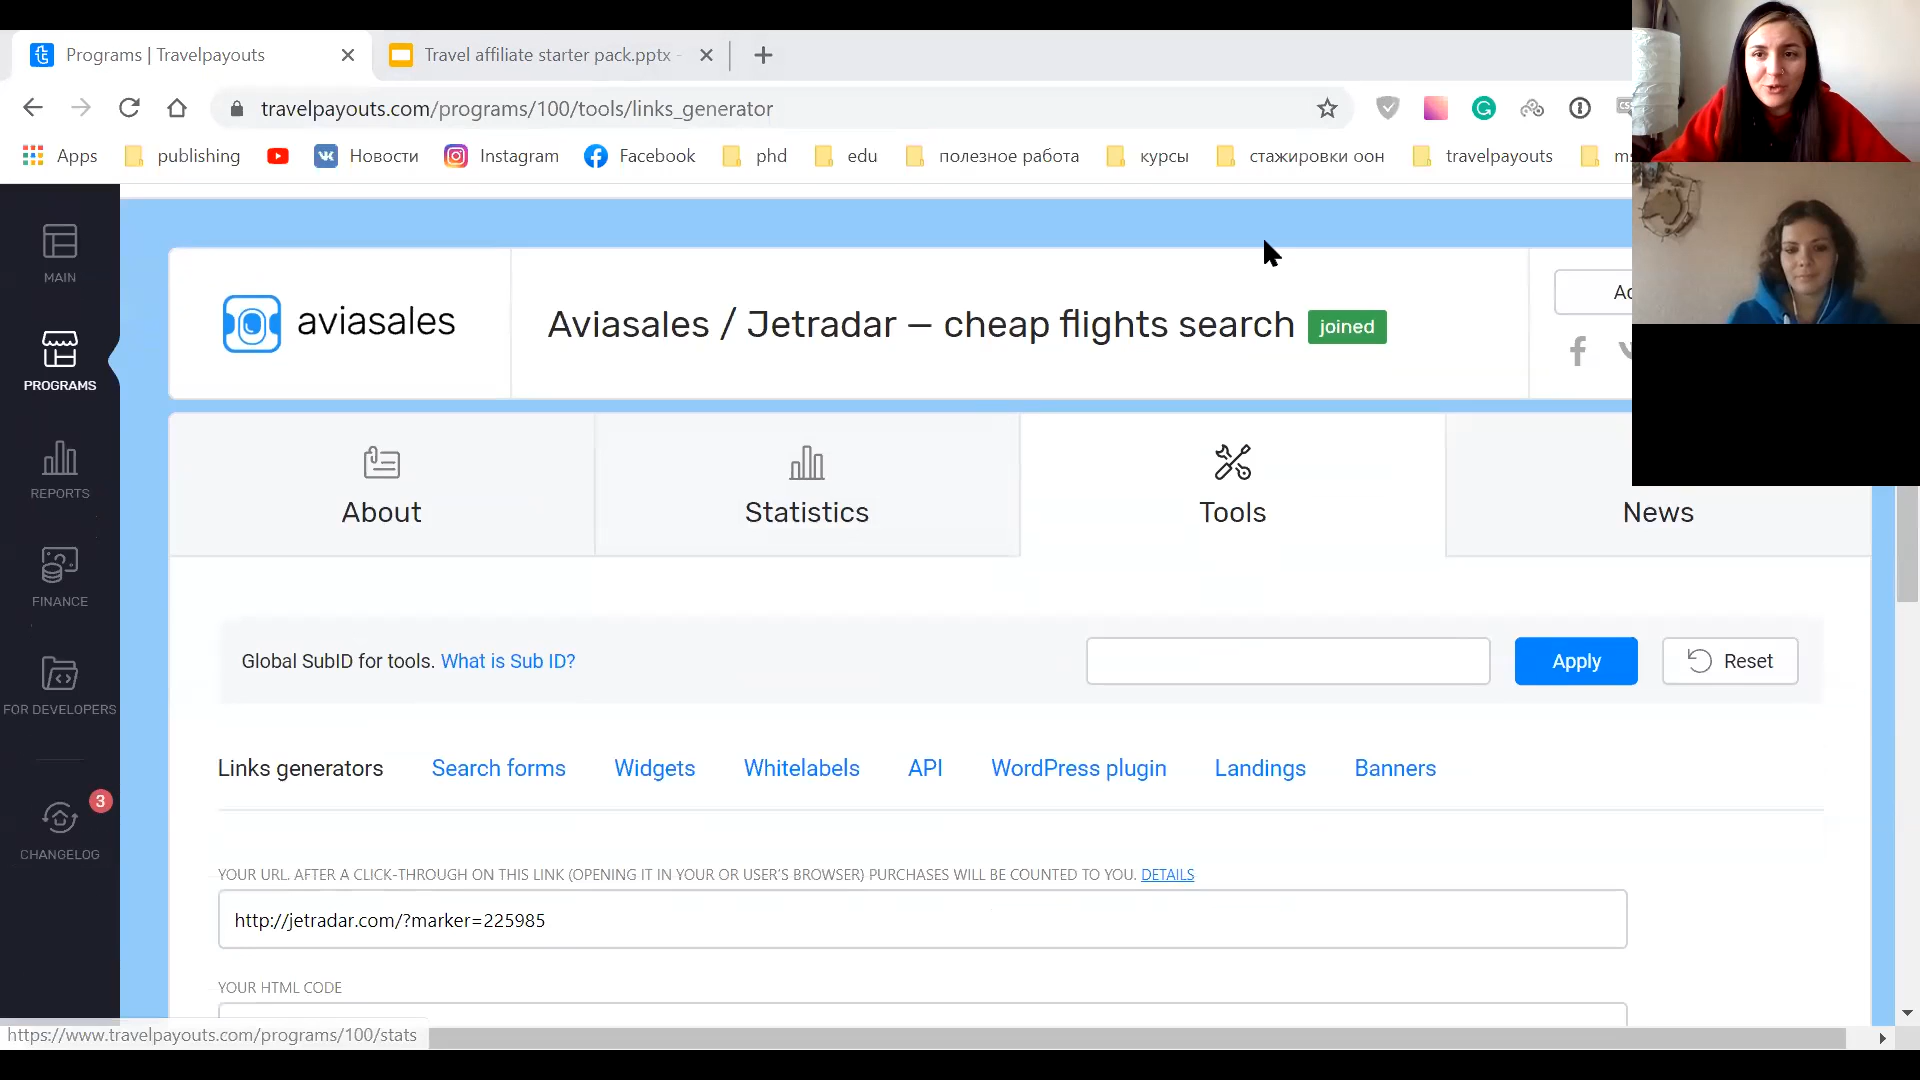 Programs | Travelpayouts
Travel affiliate starter pack.pptx -
travelpayouts.com/programs/100/tools/links_generator
Apps publishing Новости Instagram Facebook phd edu полезное работа курсы стажировки оон travelpayouts
MAIN
PROGRAMS
REPORTS
FINANCE
FOR DEVELOPERS
3
CHANGELOG
aviasales
Aviasales / Jetradar – cheap flights search joined
About
Statistics
Tools
News
Global SubID for tools. What is Sub ID?
Apply
Reset
Links generators Search forms Widgets Whitelabels API WordPress plugin Landings Banners
YOUR URL. AFTER A CLICK-THROUGH ON THIS LINK (OPENING IT IN YOUR OR USER'S BROWSER) PURCHASES WILL BE COUNTED TO YOU. DETAILS
http://jetradar.com/?marker=225985
YOUR HTML CODE
https://www.travelpayouts.com/programs/100/stats